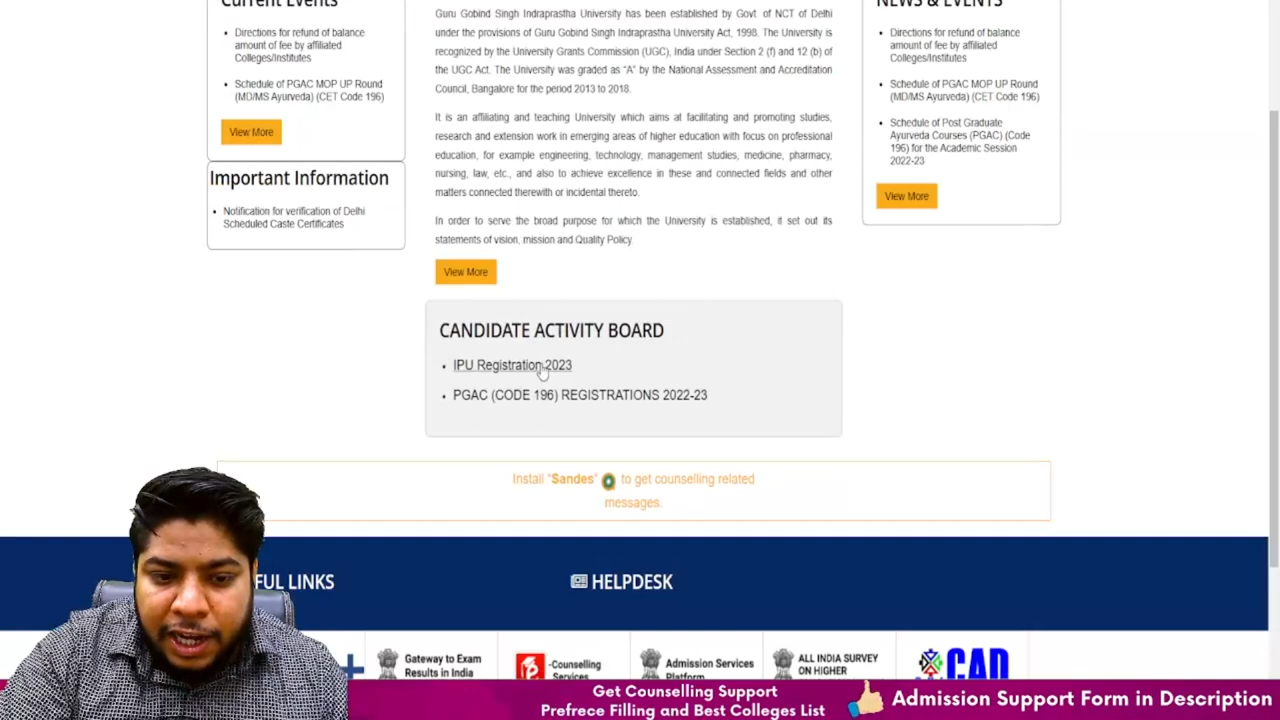 Current Events
Directions for refund of balance
amount of fee by affiliated
Colleges/Institutes
Schedule of PGAC MOP UP Round
(MD/MS Ayurveda) (CET Code 196)
View More
Important Information
Notification for verification of Delhi
Scheduled Caste Certificates
Guru Gobind Singh Indraprastha University has been established by Govt. of NCT of Delhi
under the provisions of Guru Gobind Singh Indraprastha University Act, 1998. The University is
recognized by the University Grants Commission (UGC), India under Section 2 (f) and 12 (b) of
the UGC Act. The University was graded as "A" by the National Assessment and Accreditation
Council, Bangalore for the period 2013 to 2018.
It is an affiliating and teaching University which aims at facilitating and promoting studies,
research and extension work in emerging areas of higher education with focus on professional
education, for example engineering, technology, management studies, medicine, pharmacy,
nursing, law, etc., and also to achieve excellence in these and connected fields and other
matters connected therewith or incidental thereto.
In order to serve the broad purpose for which the University is established, it set out its
statements of vision, mission and Quality Policy.
View More
NEWS & EVENTS
Directions for refund of balance
amount of fee by affiliated
Colleges/Institutes
Schedule of PGAC MOP UP Round
(MD/MS Ayurveda) (CET Code 196)
Schedule of Post Graduate
Ayurveda Courses (PGAC) (Code
196) for the Academic Session
2022-23
View More
CANDIDATE ACTIVITY BOARD
IPU Registration 2023
PGAC (CODE 196) REGISTRATIONS 2022-23
Install "Sandes" to get counselling related
messages.
FUL LINKS
HELPDESK
Gateway to Exam
Results in India
-Counselling
Services
Admission Services
Platform
ALL INDIA SURVEY
ON HIGHER
CAD
Get Counselling Support
Prefrece Filling and Best Colleges List
Admission Support Form in Description